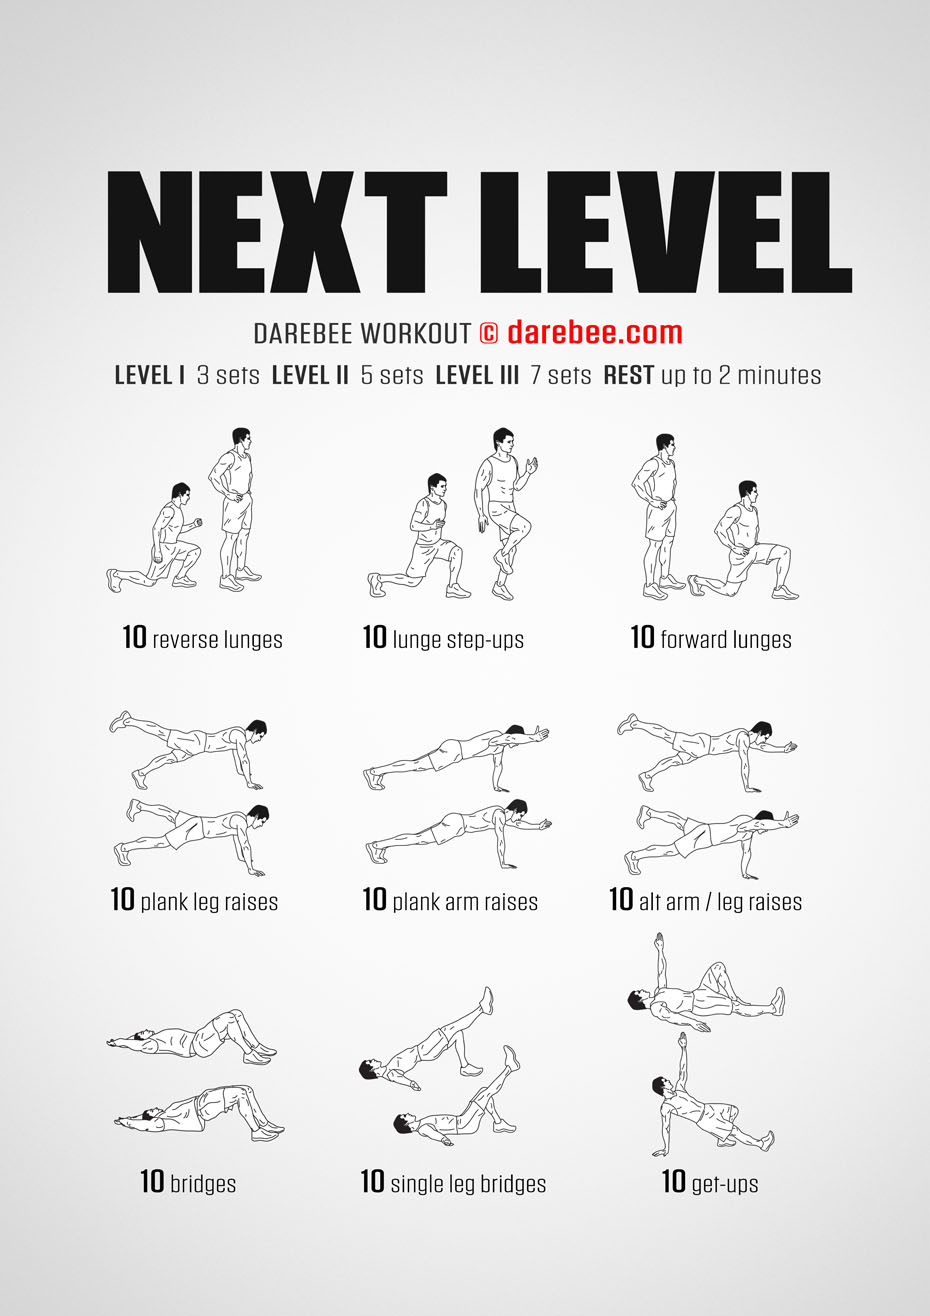 NEXT LEVEL
DAREBEE WORKOUT © darebee.com
LEVEL I 3 sets LEVEL II 5 sets LEVEL III 7 sets REST up to 2 minutes
10 reverse lunges
10 lunge step-ups
10 forward lunges
10 plank leg raises
10 plank arm raises
10 alt arm / leg raises
10 bridges
10 single leg bridges
10 get-ups